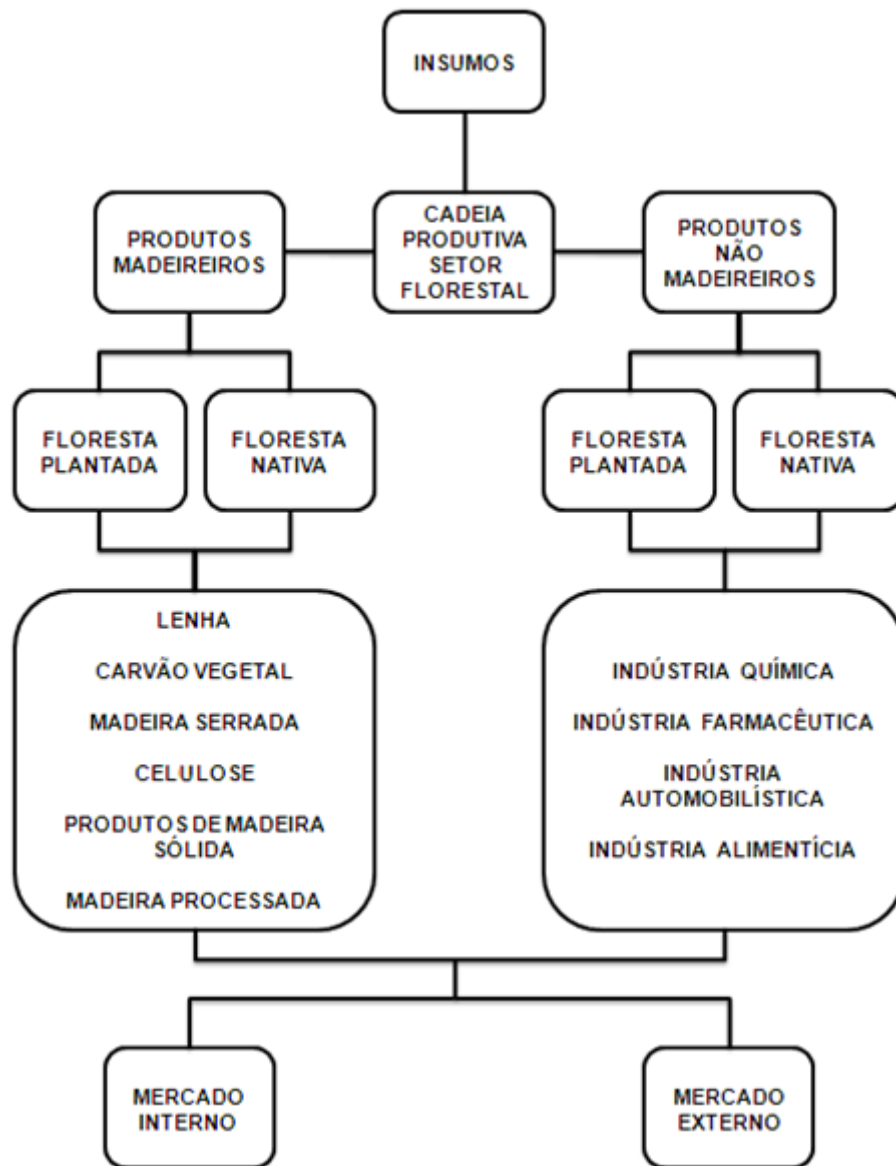 INSUMOS
PRODUTOS
MADEIREIROS
CADEIA
PRODUTIVA
SETOR
FLORESTAL
PRODUTOS
NÃO
MADEIREIROS
FLORESTA
PLANTADA
FLORESTA
NATIVA
FLORESTA
PLANTADA
FLORESTA
NATIVA
LENHA
CARVÃO VEGETAL
MADEIRA SERRADA
CELULOSE
PRODUTOS DE MADEIRA
SÓLIDA
MADEIRA PROCESSADA
INDÚSTRIA QUÍMICA
INDÚSTRIA FARMACÊUTICA
INDÚSTRIA
AUTOMOBILÍSTICA
INDÚSTRIA ALIMENTÍCIA
MERCADO
INTERNO
MERCADO
EXTERNO